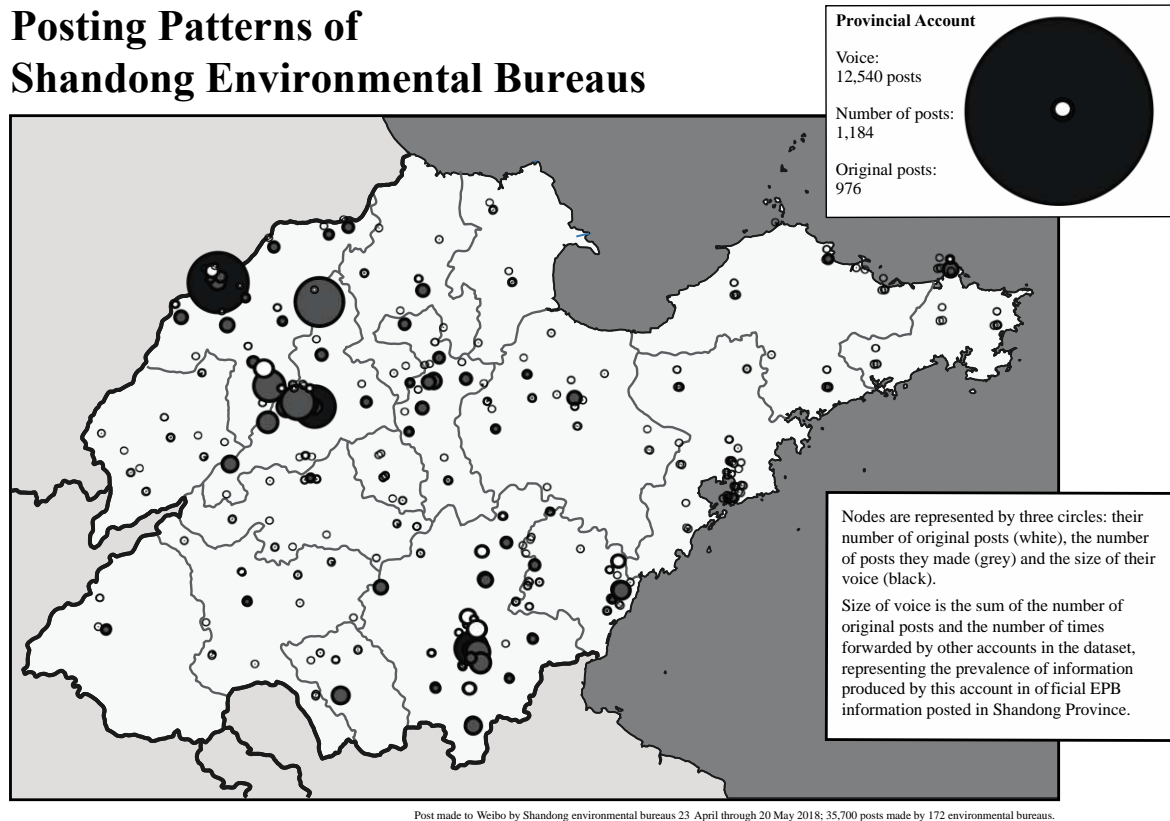 Posting Patterns of
Shandong Environmental Bureaus
Provincial Account
Voice:
12,540 posts
Number of posts:
1,184
Original posts:
976
Nodes are represented by three circles: their
number of original posts (white), the number
of posts they made (grey) and the size of their
voice (black).
Size of voice is the sum of the number of
original posts and the number of times
forwarded by other accounts in the dataset,
representing the prevalence of information
produced by this account in official EPB
information posted in Shandong Province.
Post made to Weibo by Shandong environmental bureaus 23 April through 20 May 2018; 35,700 posts made by 172 environmental bureaus.